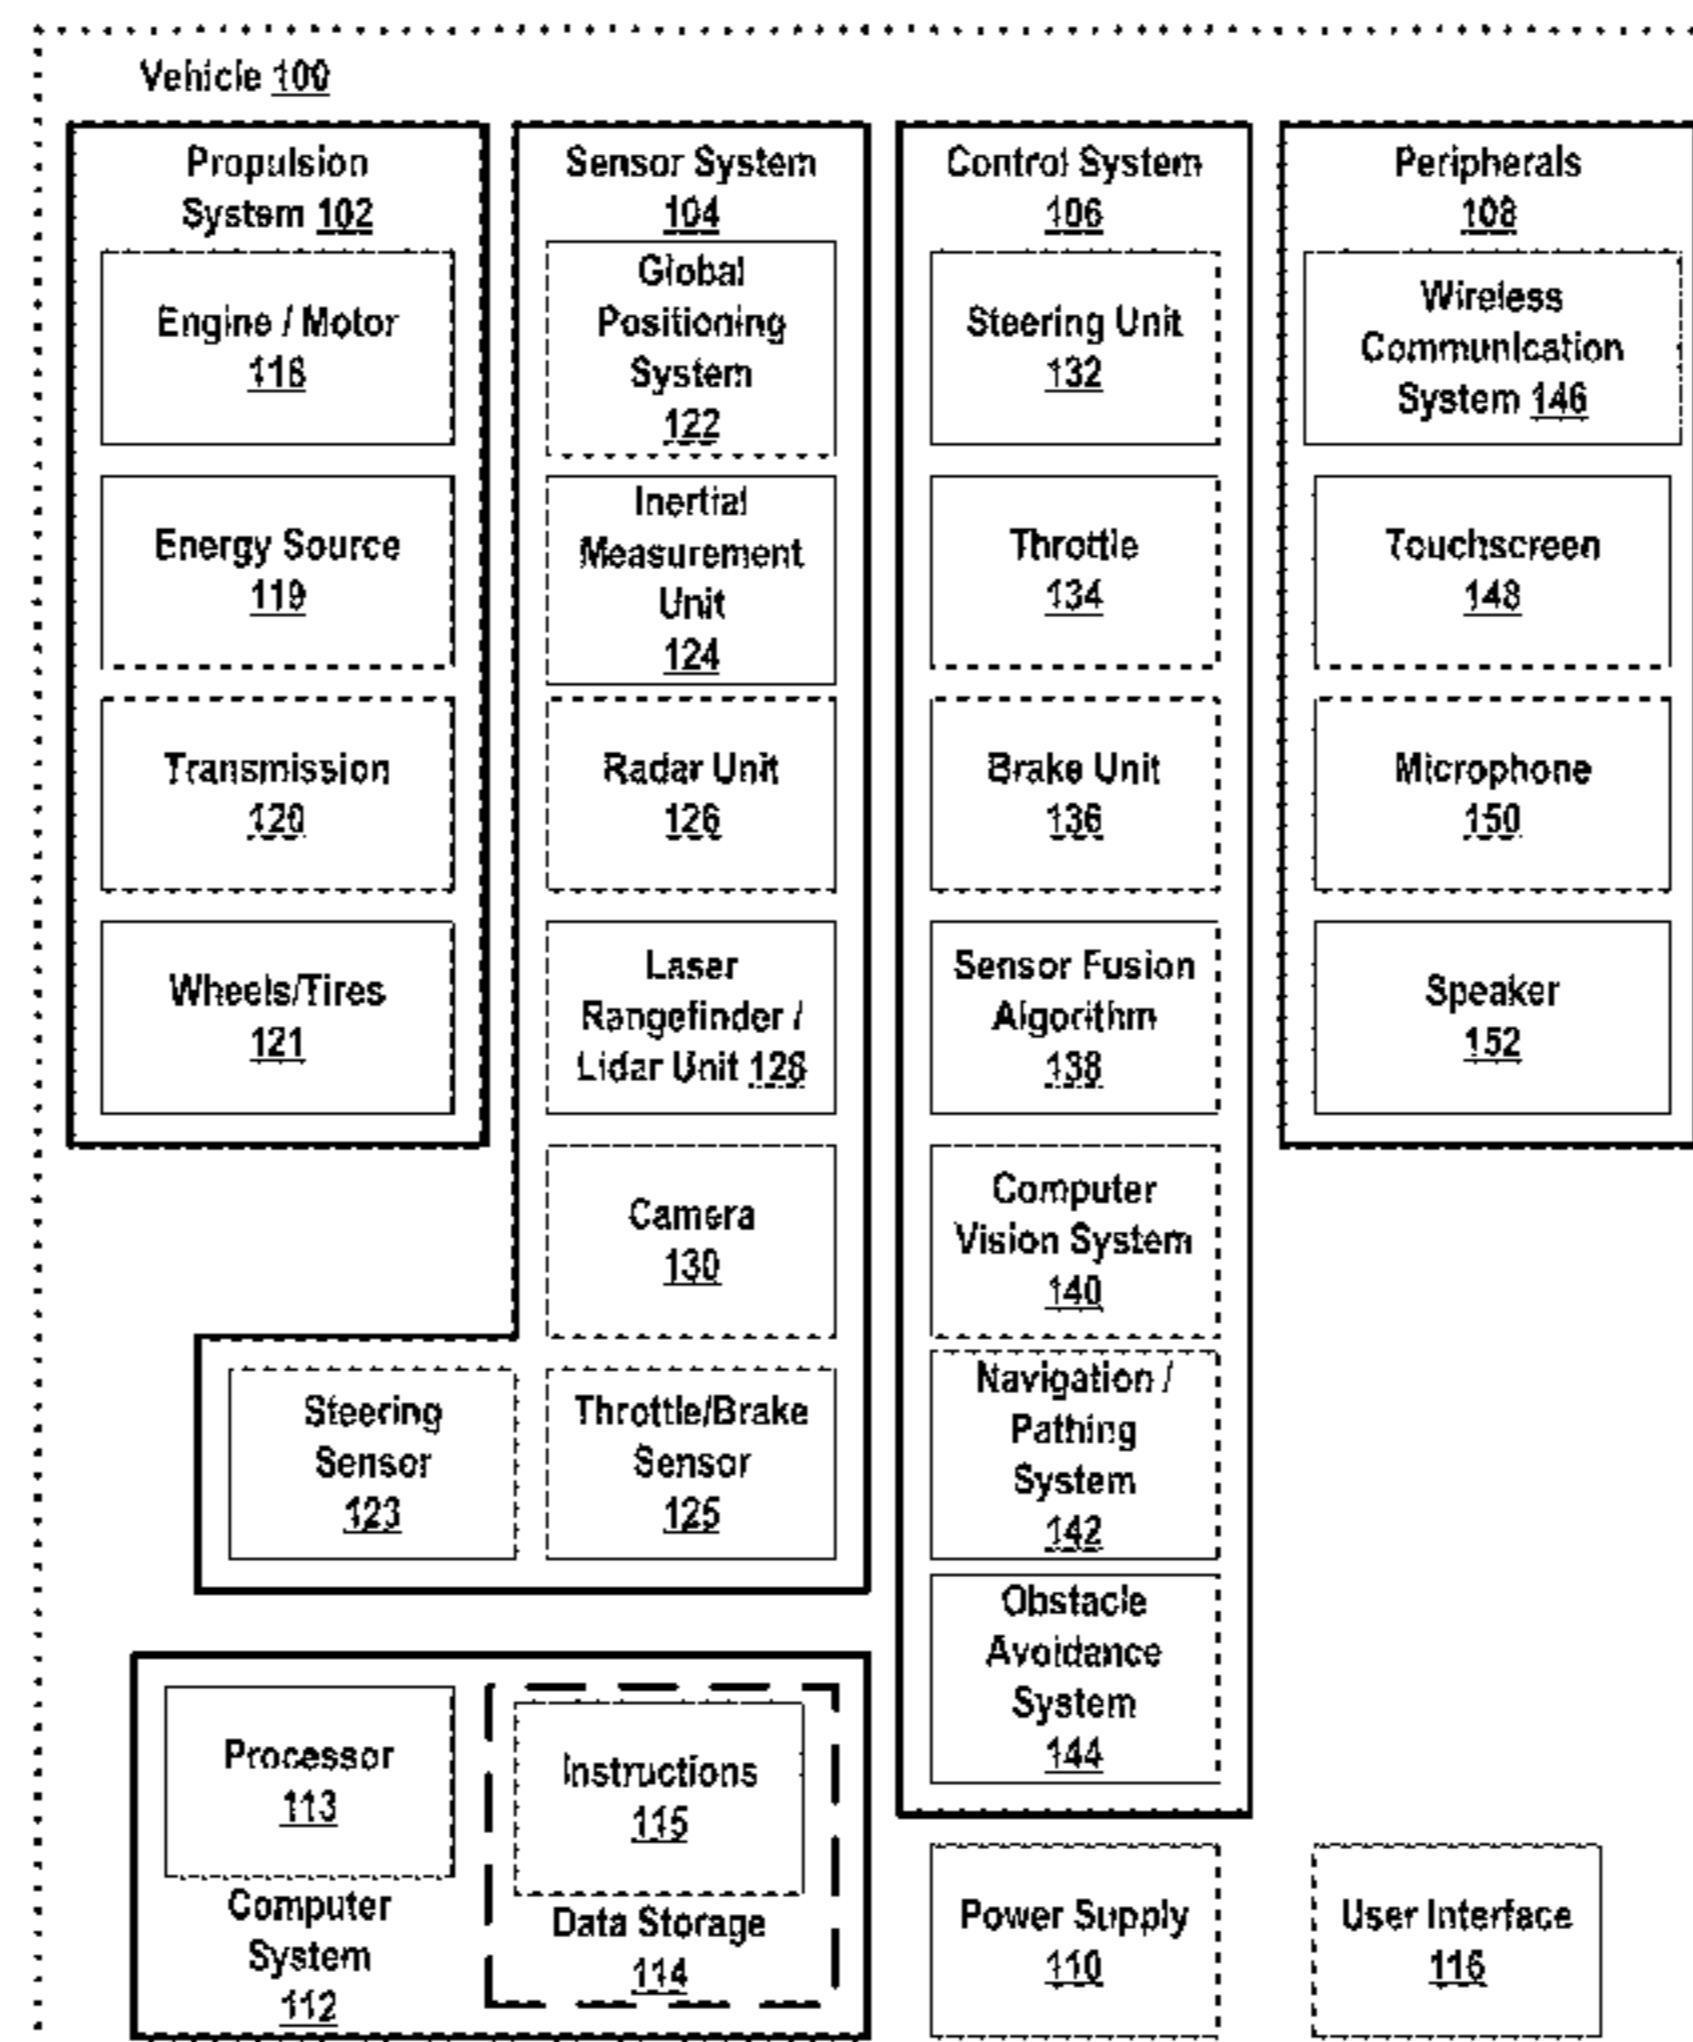 Vehicle 100
Propulsion
System 102
Engine / Motor
118
Energy Source
119
Transmission
120
Wheels/Tires
121
Sensor System
104
Global
Positioning
System
122
Inertial
Measurement
Unit
124
Radar Unit
126
Laser
Rangefinder /
Lidar Unit 128
Camera
130
Steering
Sensor
123
Throttle/Brake
Sensor
125
Control System
106
Steering Unit
132
Throttle
134
Brake Unit
136
Sensor Fusion
Algorithm
138
Computer
Vision System
140
Navigation /
Pathing
System
142
Obstacle
Avoidance
System
144
Peripherals
108
Wireless
Communication
System 146
Touchscreen
148
Microphone
150
Speaker
152
Processor
113
Computer
System
112
Instructions
115
Data Storage
114
Power Supply
110
User Interface
116